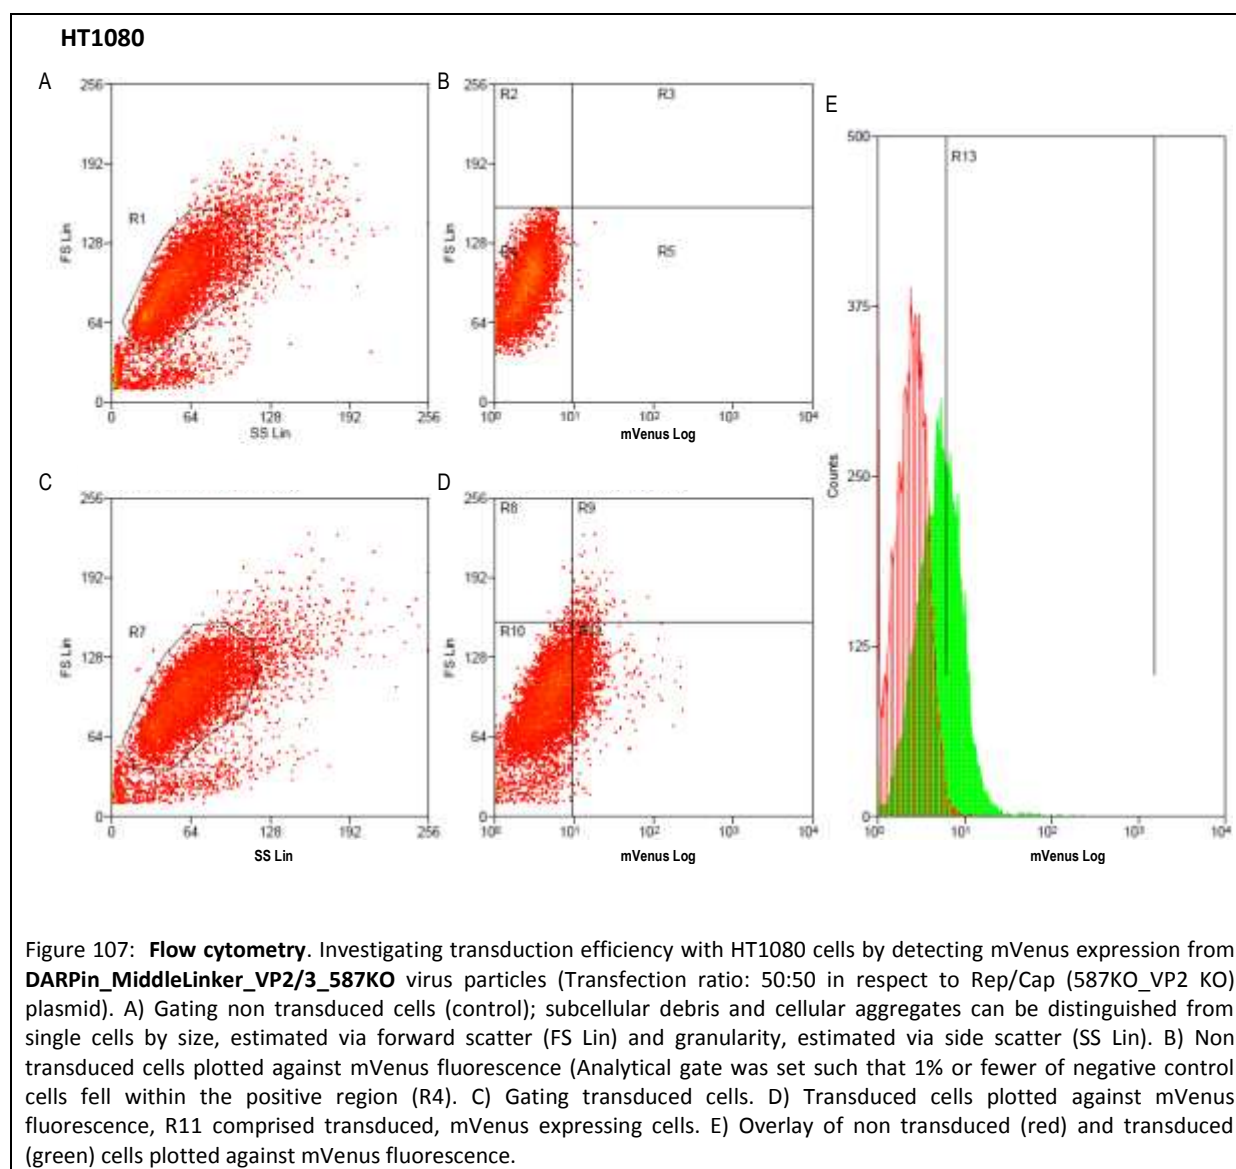 HT1080
A
256
192
128
64
0
FS Lin
R1
0 64 128 192 256
SS Lin
B
256
192
128
64
0
FS Lin
R2 R3
R5
10⁰ 10¹ 10² 10³ 10⁴
mVenus Log
C
256
192
128
64
0
FS Lin
R7
0 64 128 192 256
SS Lin
D
256
192
128
64
0
FS Lin
R8 R9
R10
10⁰ 10¹ 10² 10³ 10⁴
mVenus Log
E
500
375
250
125
0
Counts
R13
10⁰ 10¹ 10² 10³ 10⁴
mVenus Log
Figure 107: Flow cytometry. Investigating transduction efficiency with HT1080 cells by detecting mVenus expression from
DARPin_MiddleLinker_VP2/3_587KO virus particles (Transfection ratio: 50:50 in respect to Rep/Cap (587KO_VP2 KO)
plasmid). A) Gating non transduced cells (control); subcellular debris and cellular aggregates can be distinguished from
single cells by size, estimated via forward scatter (FS Lin) and granularity, estimated via side scatter (SS Lin). B) Non
transduced cells plotted against mVenus fluorescence (Analytical gate was set such that 1% or fewer of negative control
cells fell within the positive region (R4). C) Gating transduced cells. D) Transduced cells plotted against mVenus
fluorescence, R11 comprised transduced, mVenus expressing cells. E) Overlay of non transduced (red) and transduced
(green) cells plotted against mVenus fluorescence.